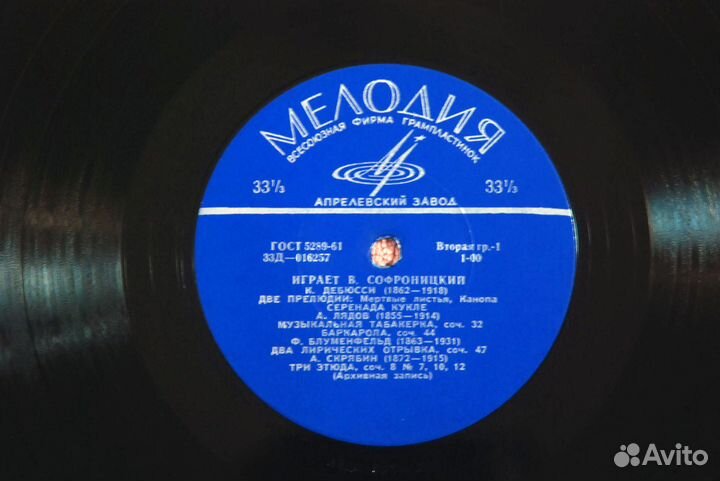 МЕЛОДИЯ
ВСЕСОЮЗНАЯ ФИРМА ГРАМПЛАСТИНОК
33⅓ 33⅓
АПРЕЛЕВСКИЙ ЗАВОД
ГОСТ 5289-61 Вторая гр.-1
33Д—016257 1-00
ИГРАЕТ В. СОФРОНИЦКИЙ
К. ДЕБЮССИ (1862—1918)
ДВЕ ПРЕЛЮДИИ: Мертвые листья, Канопа
СЕРЕНАДА КУКЛЕ
А. ЛЯДОВ (1855—1914)
МУЗЫКАЛЬНАЯ ТАБАКЕРКА, соч. 32
БАРКАРОЛА, соч. 44
Ф. БЛУМЕНФЕЛЬД (1863—1931)
ДВА ЛИРИЧЕСКИХ ОТРЫВКА, соч. 47
А. СКРЯБИН (1872—1915)
ТРИ ЭТЮДА, соч. 8 № 7, 10, 12
(Архивная запись)
Avito